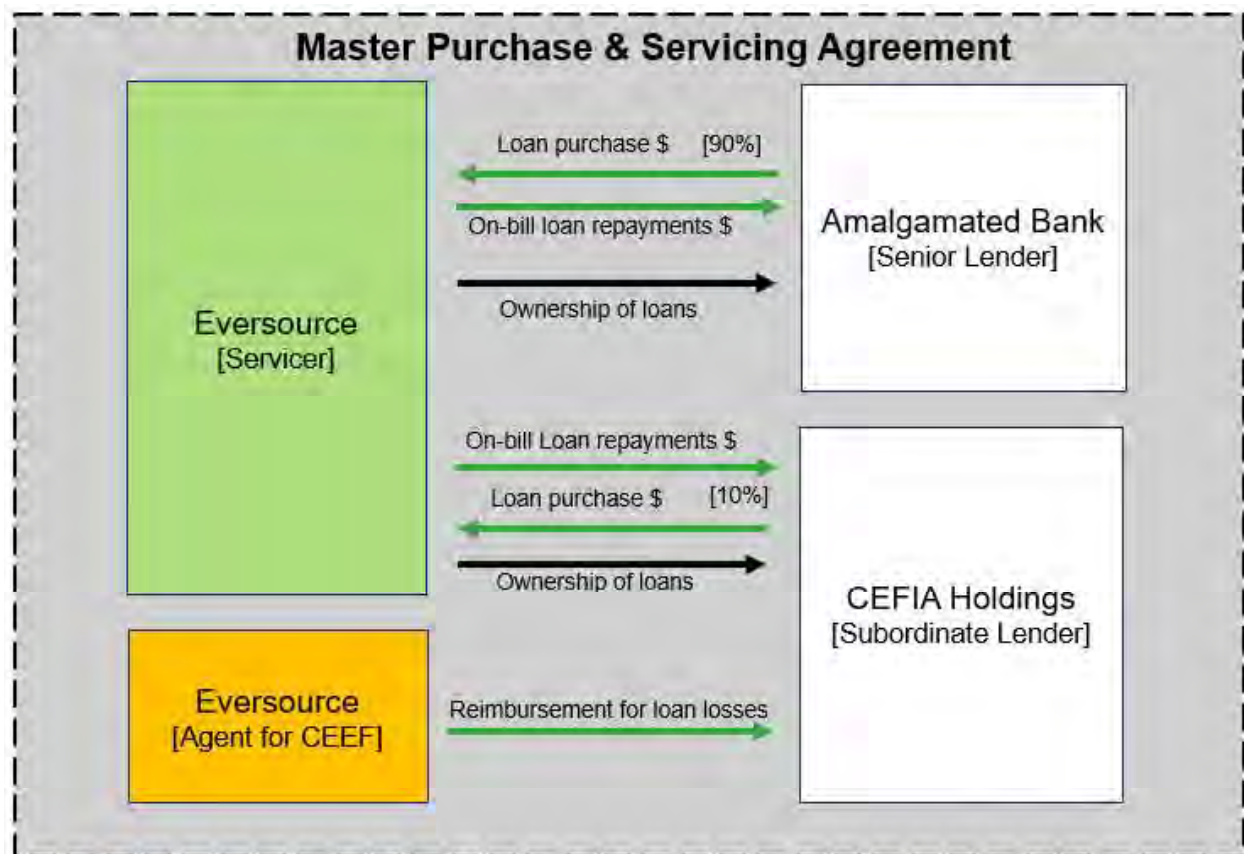 Master Purchase & Servicing Agreement
Eversource
[Servicer]
Loan purchase $ [90%]
On-bill loan repayments $
Ownership of loans
Amalgamated Bank
[Senior Lender]
On-bill Loan repayments $
Loan purchase $ [10%]
Ownership of loans
CEFIA Holdings
[Subordinate Lender]
Eversource
[Agent for CEEF]
Reimbursement for loan losses